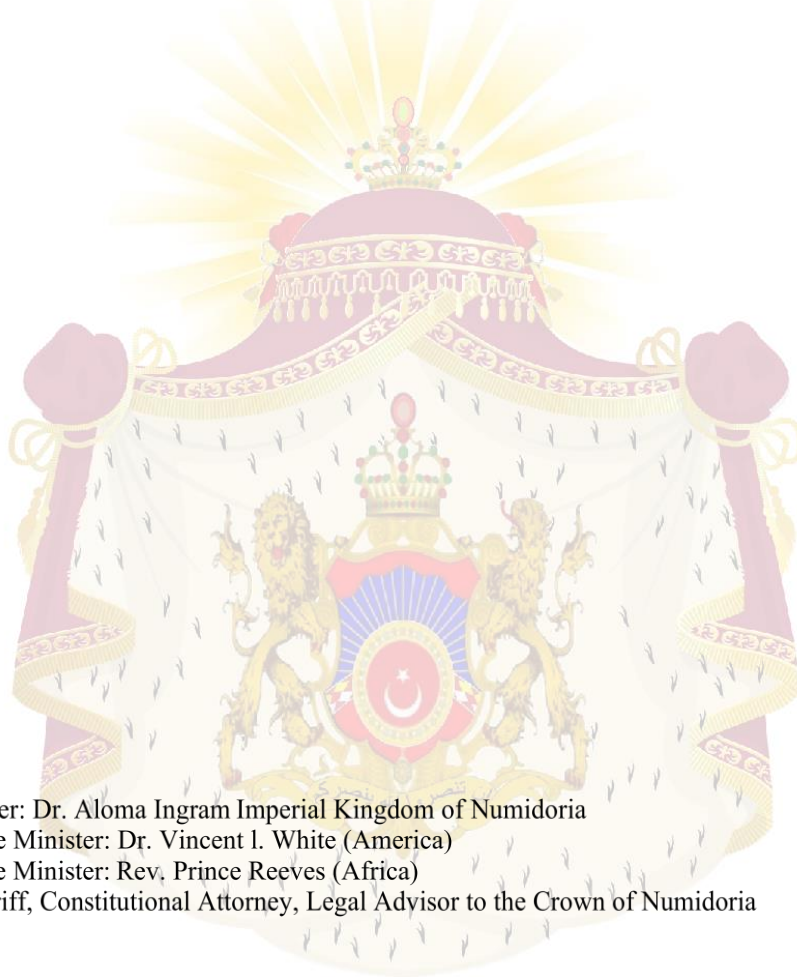 er: Dr. Aloma Ingram Imperial Kingdom of Numidoria
e Minister: Dr. Vincent l. White (America)
e Minister: Rev. Prince Reeves (Africa)
riff, Constitutional Attorney, Legal Advisor to the Crown of Numidoria